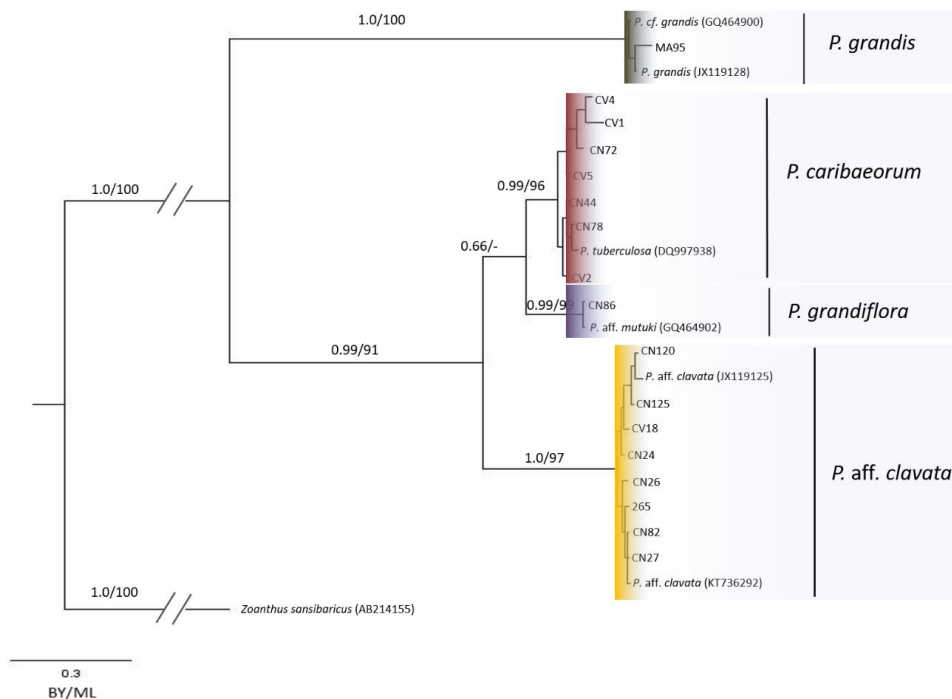 1.0/100
P. cf. grandis (GQ464900)
MA95
P. grandis (JX119128)
P. grandis
CV4
CV1
CN72
CV5
CN44
CN78
P. tuberculosa (DQ997938)
CV2
P. caribaeorum
1.0/100
0.99/96
0.66/-
0.99/99
CN86
P. aff. mutuki (GQ464902)
P. grandiflora
0.99/91
CN120
P. aff. clavata (JX119125)
CN125
CV18
CN24
1.0/97
CN26
265
CN82
CN27
P. aff. clavata (KT736292)
P. aff. clavata
1.0/100
Zoanthus sansibaricus (AB214155)
0.3
BY/ML